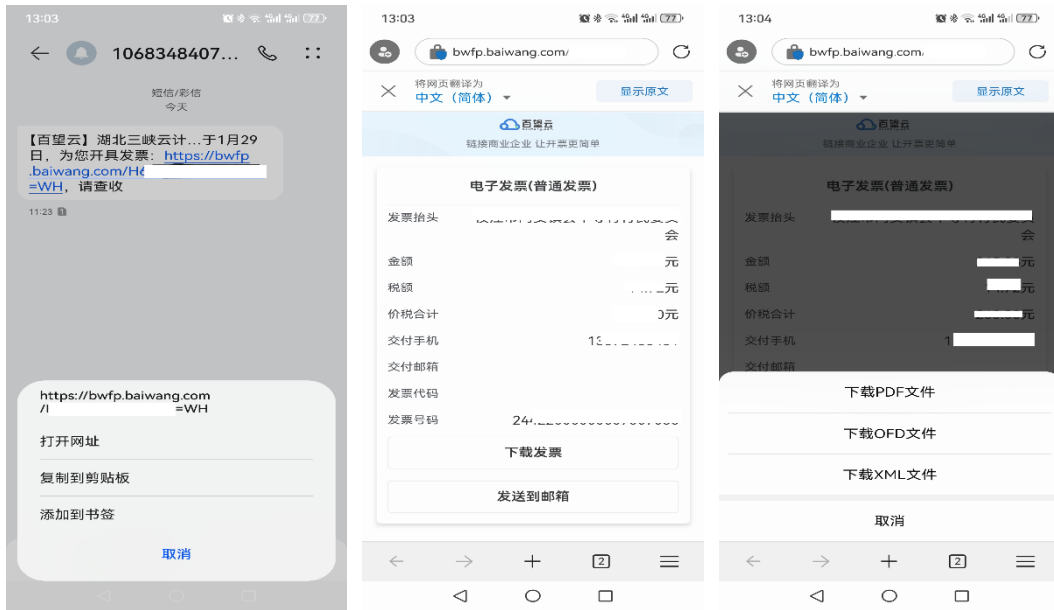 13:03
77
1068348407...
短信/彩信
今天
【百望云】湖北三峡云计...于1月29
日，为您开具发票：https://bwfp
.baiwang.com/H6
=WH，请查收
11:23
https://bwfp.baiwang.com
=WH
打开网址
复制到剪贴板
添加到书签
取消
13:03
77
bwfp.baiwang.com/
将网页翻译为
中文（简体）
显示原文
百望云
链接商业企业 让开票更简单
电子发票(普通发票)
发票抬头
会
金额 元
税额 元
价税合计 0元
交付手机
交付邮箱
发票代码
发票号码
下载发票
发送到邮箱
2
13:04
77
bwfp.baiwang.com
将网页翻译为
中文（简体）
显示原文
百望云
链接商业企业 让开票更简单
电子发票(普通发票)
发票抬头
会
金额 元
税额 元
价税合计 元
交付手机 1
交付邮箱
下载PDF文件
下载OFD文件
下载XML文件
取消
2